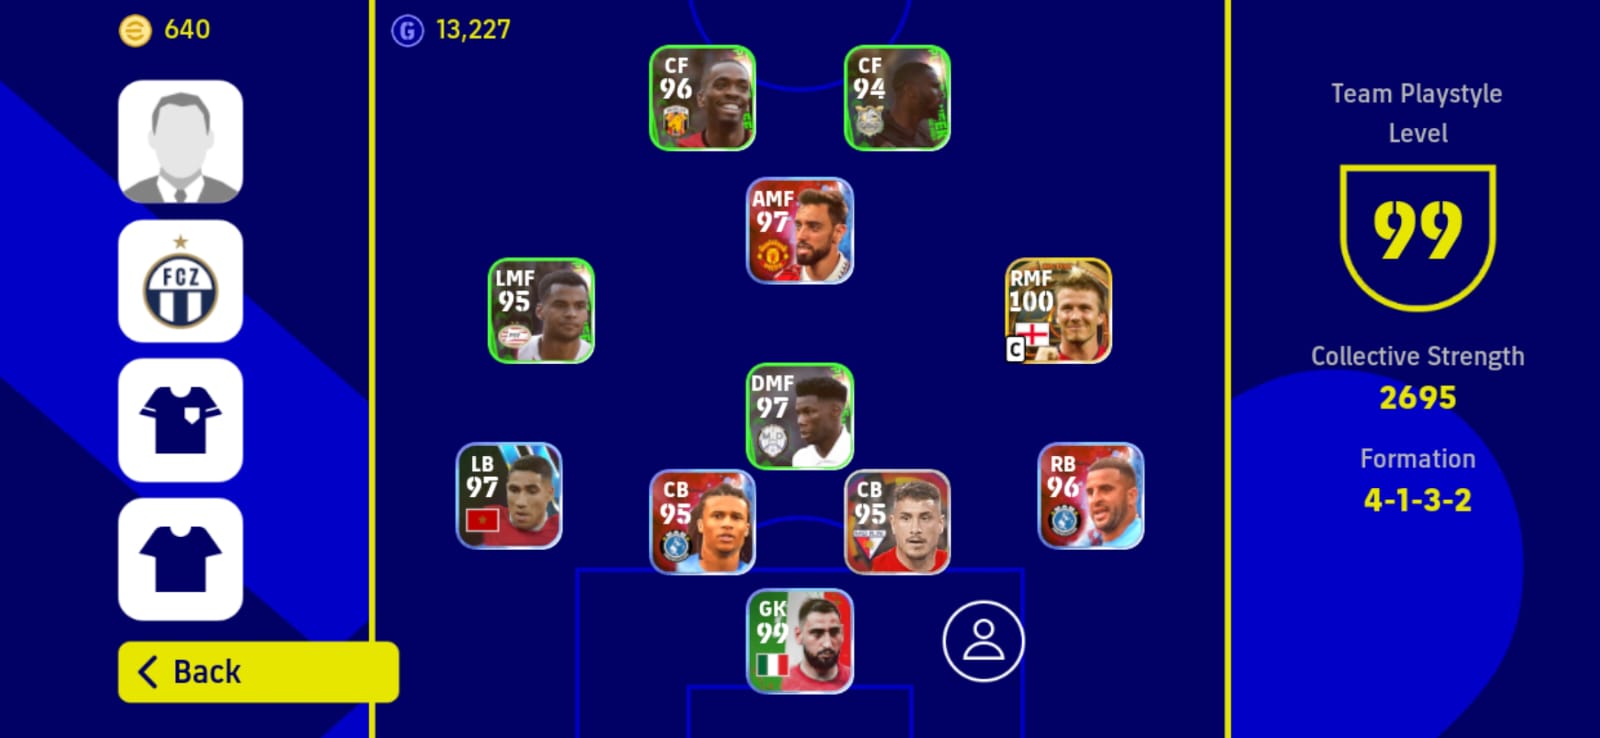 640
G 13,227
CF
96
CF
94
AMF
97
LMF
95
RMF
100
C
DMF
97
LB
97
CB
95
CB
95
RB
96
GK
99
FCZ
Back
Team Playstyle
Level
99
Collective Strength
2695
Formation
4-1-3-2